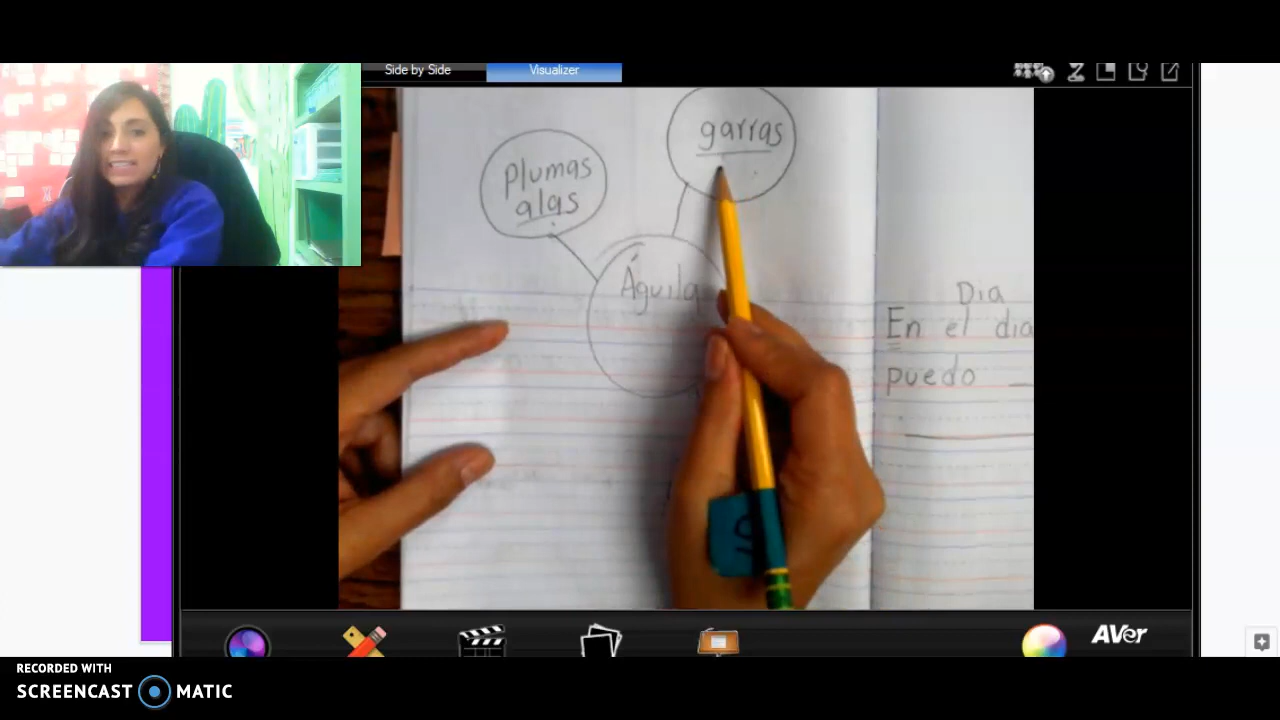 Side by Side
Visualizer
garras
plumas
alas
Águila
Dia
En el dia
puedo
AVer
RECORDED WITH
SCREENCAST MATIC